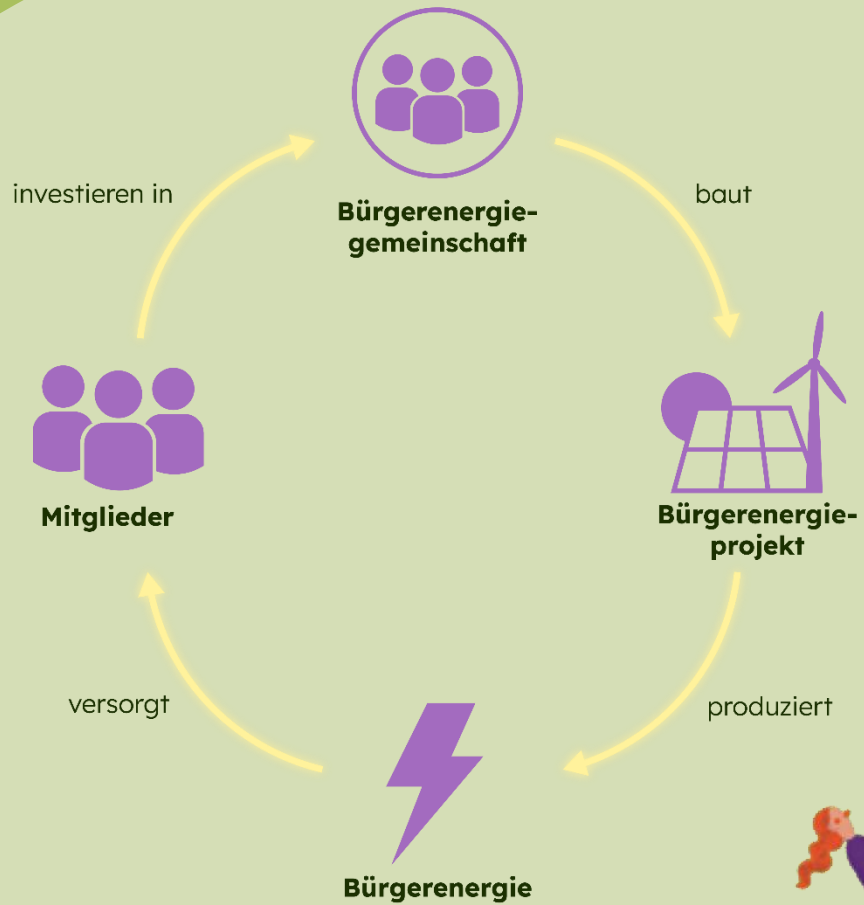 investieren in
Bürgerenergie-
gemeinschaft
baut
Mitglieder
Bürgerenergie-
projekt
versorgt
produziert
Bürgerenergie